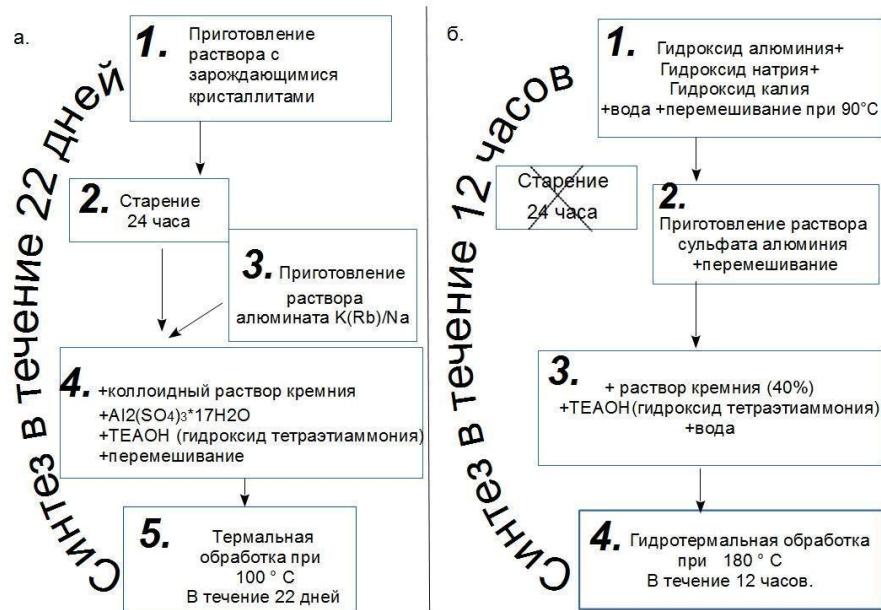 а.
Синтез в течение 22 дней
1. Приготовление
раствора с
зарождающимися
кристаллитами
2. Старение
24 часа
3. Приготовление
раствора
алюмината K(Rb)/Na
4. +коллоидный раствор кремния
+Al2(SO4)3*17H2O
+TEAOH (гидроксид тетраэтиаммония)
+перемешивание
5. Термальная
обработка при
100 ° C
В течение 22 дней
б.
Синтез в течение 12 часов
1. Гидроксид алюминия+
Гидроксид натрия+
Гидроксид калия
+вода +перемешивание при 90°C
Старение
24 часа
2.
Приготовление раствора
сульфата алюминия
+перемешивание
3.
+ раствор кремния (40%)
+TEAOH(гидроксид тетраэтиаммония)
+вода
4. Гидротермальная обработка
при 180 ° C
В течение 12 часов.